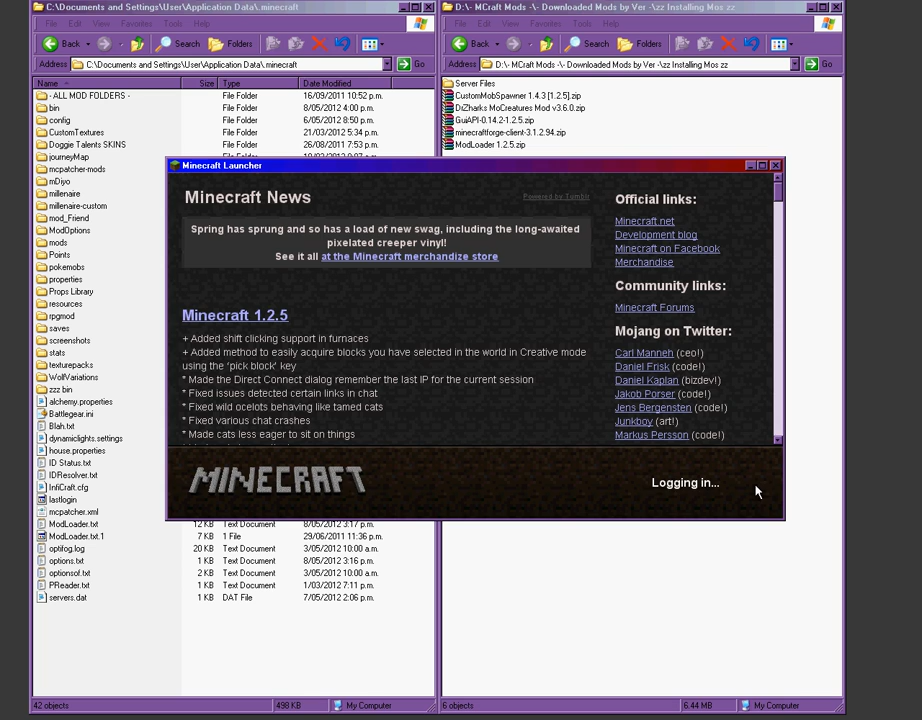 C:\Documents and Settings\User\Application Data\.minecraft
File Edit View Favorites Tools Help
Back Search Folders
Address C:\Documents and Settings\User\Application Data\.minecraft Go
Name Size Type Date Modified
- ALL MOD FOLDERS - File Folder 16/09/2011 10:52 p.m.
bin File Folder 8/05/2012 4:00 p.m.
config File Folder 6/05/2012 8:50 p.m.
CustomTextures File Folder 21/03/2012 5:34 p.m.
Doggie Talents SKINS File Folder 26/08/2011 7:53 p.m.
journeyMap
mcpatcher-mods
mDiyo
millenaire
millenaire-custom
mod_Friend
ModOptions
mods
Points
pokemobs
properties
Props Library
resources
rpgmod
saves
screenshots
stats
texturepacks
WolfVariations
zzz bin
alchemy.properties
Battlegear.ini
Blah.txt
dynamiclights.settings
house.properties
ID Status.txt
IDResolver.txt
InfiCraft.cfg
lastlogin
mcpatcher.xml
ModLoader.txt 12 KB Text Document 8/05/2012 3:17 p.m.
ModLoader.txt.1 7 KB 1 File 29/06/2011 11:36 p.m.
optifog.log 20 KB Text Document 3/05/2012 10:00 a.m.
options.txt 1 KB Text Document 8/05/2012 3:16 p.m.
optionsof.txt 2 KB Text Document 3/05/2012 10:00 a.m.
PReader.txt 1 KB Text Document 1/03/2012 7:11 p.m.
servers.dat 1 KB DAT File 7/05/2012 2:06 p.m.
42 objects 498 KB My Computer
D:\- MCraft Mods -\- Downloaded Mods by Ver -\zz Installing Mos zz
File Edit View Favorites Tools Help
Back Search Folders
Address D:\- MCraft Mods -\- Downloaded Mods by Ver -\zz Installing Mos zz Go
Server Files
CustomMobSpawner 1.4.3 [1.2.5].zip
DrZharks MoCreatures Mod v3.6.0.zip
GuiAPI-0.14.2-1.2.5.zip
minecraftforge-client-3.1.2.94.zip
ModLoader 1.2.5.zip
6 objects 6.44 MB My Computer
Minecraft Launcher
Minecraft News
Powered by Tumblr
Spring has sprung and so has a load of new swag, including the long-awaited
pixelated creeper vinyl!
See it all at the Minecraft merchandize store
Minecraft 1.2.5
+ Added shift clicking support in furnaces
+ Added method to easily acquire blocks you have selected in the world in Creative mode
using the 'pick block' key
* Made the Direct Connect dialog remember the last IP for the current session
* Fixed issues detected certain links in chat
* Fixed wild ocelots behaving like tamed cats
* Fixed various chat crashes
* Made cats less eager to sit on things
Official links:
Minecraft.net
Development blog
Minecraft on Facebook
Merchandise
Community links:
Minecraft Forums
Mojang on Twitter:
Carl Manneh (ceo!)
Daniel Frisk (code!)
Daniel Kaplan (bizdev!)
Jakob Porser (code!)
Jens Bergensten (code!)
Junkboy (art!)
Markus Persson (code!)
MINECRAFT
Logging in...